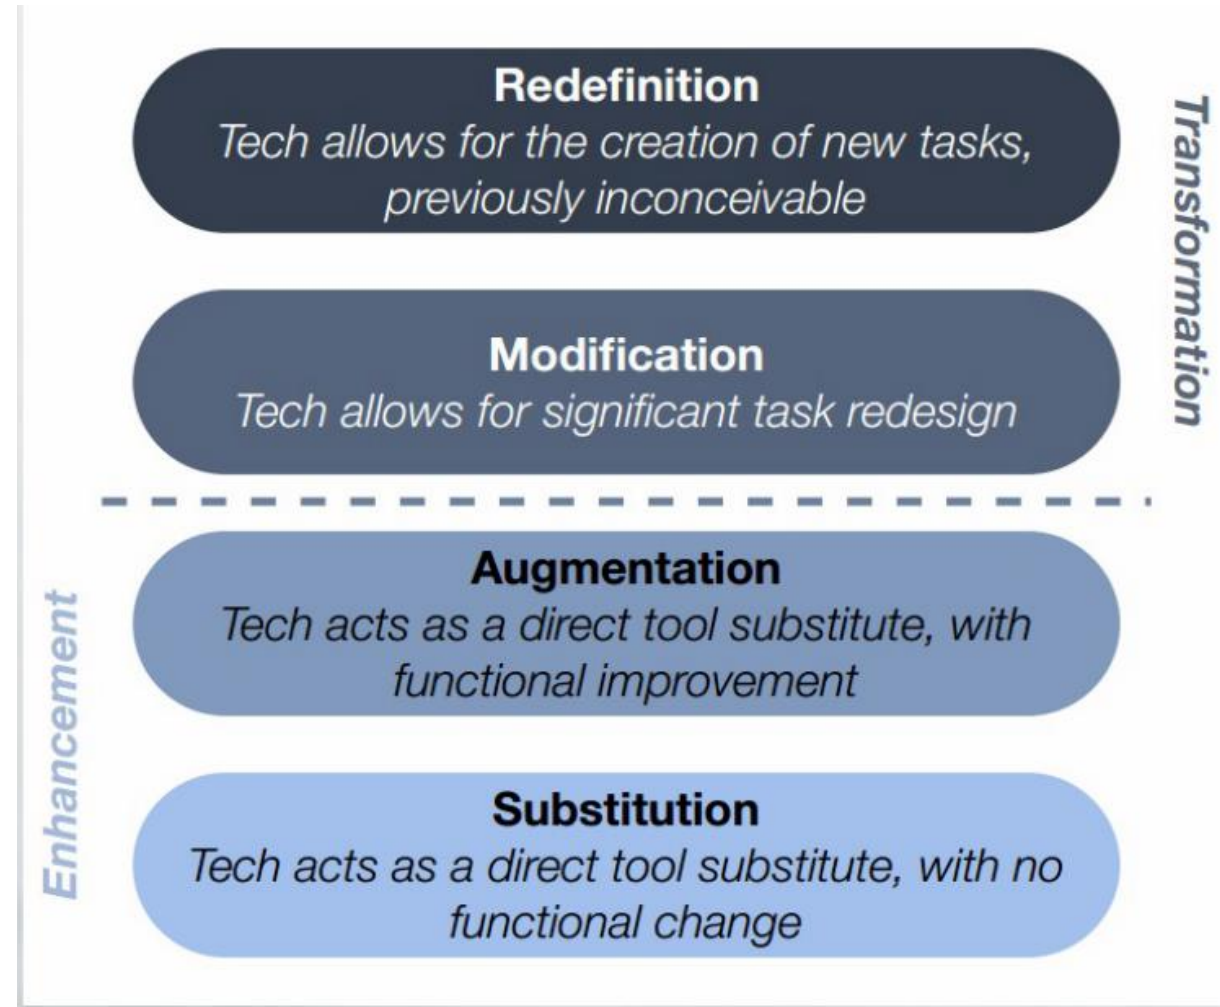 Redefinition
Tech allows for the creation of new tasks,
previously inconceivable
Transformation
Modification
Tech allows for significant task redesign
Augmentation
Tech acts as a direct tool substitute, with
functional improvement
Enhancement
Substitution
Tech acts as a direct tool substitute, with no
functional change